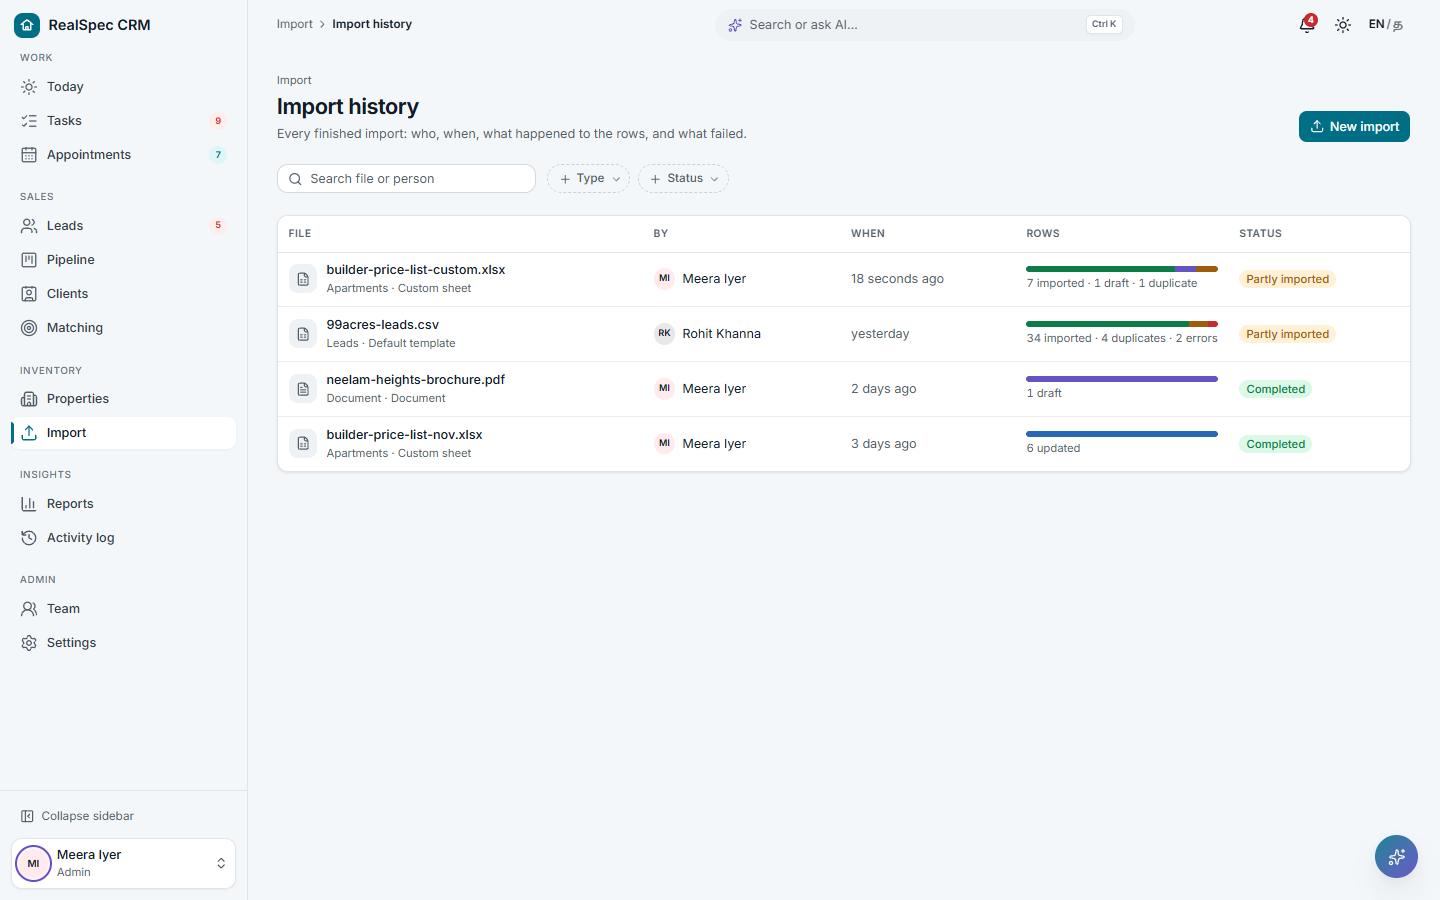 RealSpec CRM
WORK
Today
Tasks 9
Appointments 7
SALES
Leads 5
Pipeline
Clients
Matching
INVENTORY
Properties
Import
INSIGHTS
Reports
Activity log
ADMIN
Team
Settings
Collapse sidebar
MI Meera Iyer
Admin
Import > Import history
Search or ask AI...
Ctrl K
4
EN / த
Import
Import history
Every finished import: who, when, what happened to the rows, and what failed.
New import
Search file or person
+ Type
+ Status
FILE BY WHEN ROWS STATUS
builder-price-list-custom.xlsx
Apartments · Custom sheet
MI Meera Iyer
18 seconds ago
7 imported · 1 draft · 1 duplicate
Partly imported
99acres-leads.csv
Leads · Default template
RK Rohit Khanna
yesterday
34 imported · 4 duplicates · 2 errors
Partly imported
neelam-heights-brochure.pdf
Document · Document
MI Meera Iyer
2 days ago
1 draft
Completed
builder-price-list-nov.xlsx
Apartments · Custom sheet
MI Meera Iyer
3 days ago
6 updated
Completed